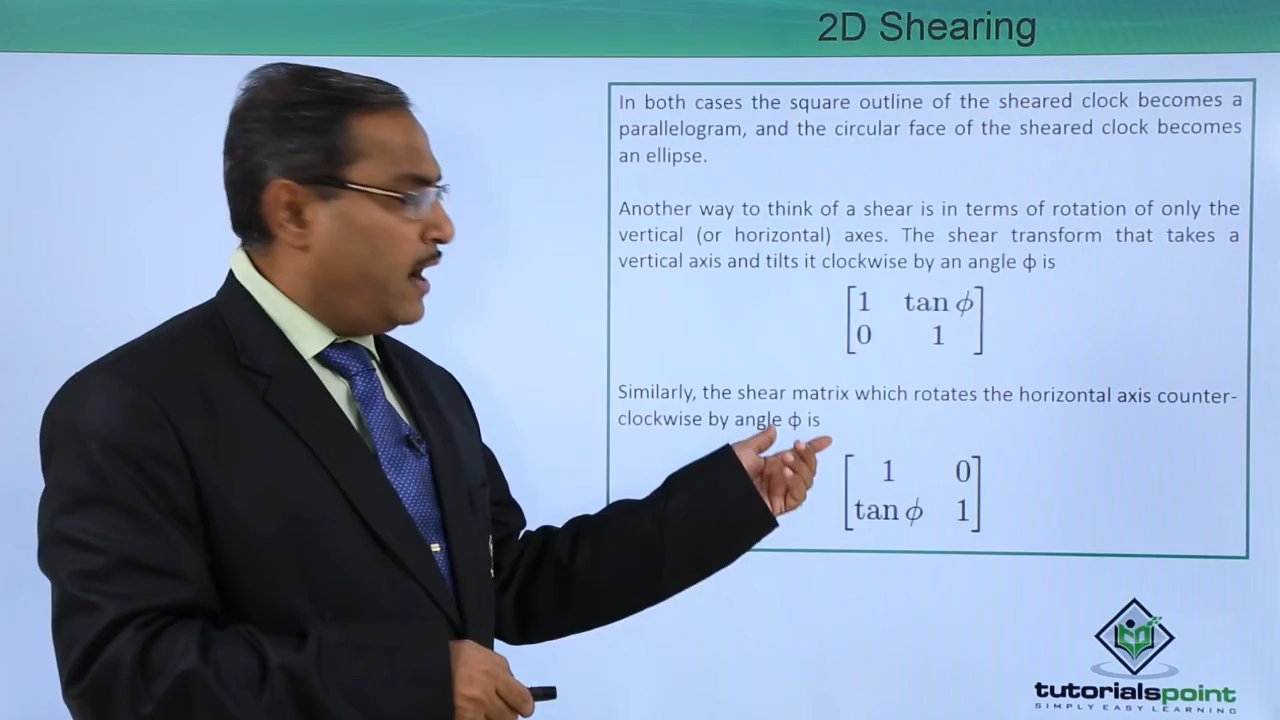 2D Shearing
In both cases the square outline of the sheared clock becomes a
parallelogram, and the circular face of the sheared clock becomes
an ellipse.
Another way to think of a shear is in terms of rotation of only the
vertical (or horizontal) axes. The shear transform that takes a
vertical axis and tilts it clockwise by an angle ϕ is
1 tan ϕ
0 1
Similarly, the shear matrix which rotates the horizontal axis counter-
clockwise by angle ϕ is
1 0
tan ϕ 1
tutorialspoint
SIMPLY EASY LEARNING